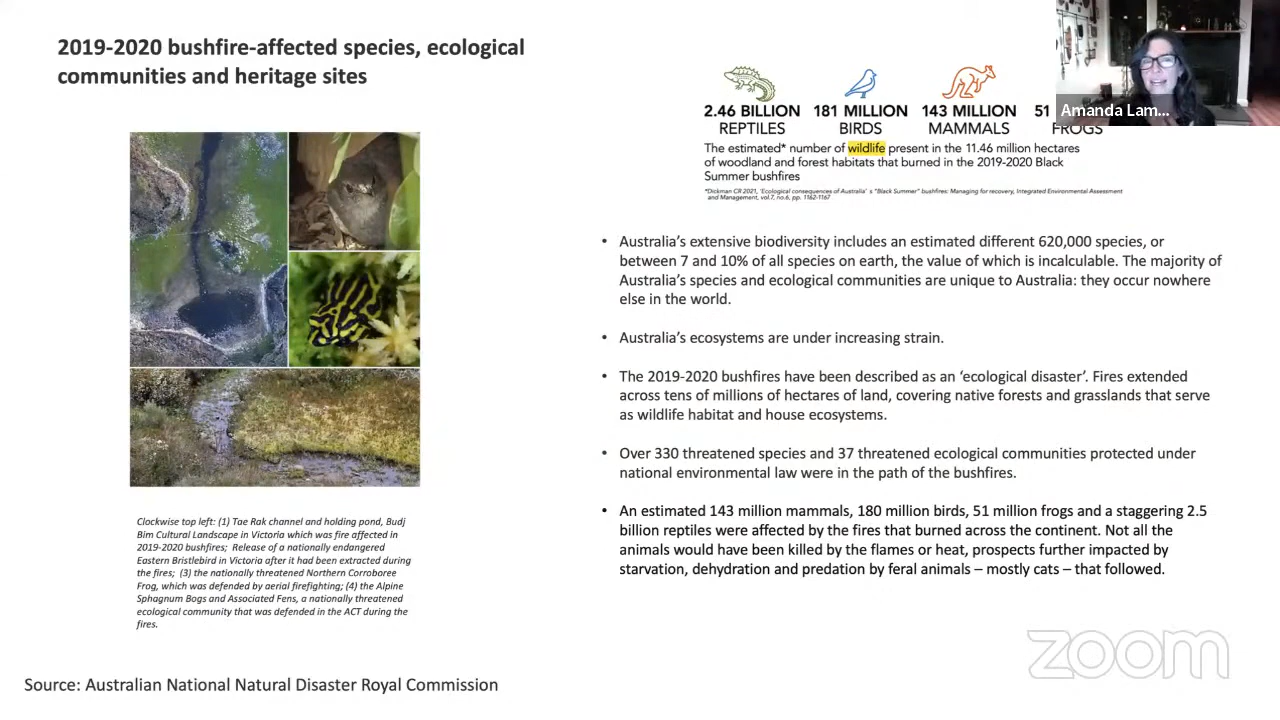 2019-2020 bushfire-affected species, ecological
communities and heritage sites
2.46 BILLION
REPTILES
181 MILLION
BIRDS
143 MILLION
MAMMALS
51
FROGS
Amanda Lam...
The estimated* number of wildlife present in the 11.46 million hectares
of woodland and forest habitats that burned in the 2019-2020 Black
Summer bushfires
*Dickman CR 2021, 'Ecological consequences of Australia' s "Black Summer" bushfires: Managing for recovery, Integrated Environmental Assessment
and Management, vol.7, no.6, pp. 1162-1167
• Australia's extensive biodiversity includes an estimated different 620,000 species, or
between 7 and 10% of all species on earth, the value of which is incalculable. The majority of
Australia's species and ecological communities are unique to Australia: they occur nowhere
else in the world.
• Australia's ecosystems are under increasing strain.
• The 2019-2020 bushfires have been described as an 'ecological disaster'. Fires extended
across tens of millions of hectares of land, covering native forests and grasslands that serve
as wildlife habitat and house ecosystems.
• Over 330 threatened species and 37 threatened ecological communities protected under
national environmental law were in the path of the bushfires.
• An estimated 143 million mammals, 180 million birds, 51 million frogs and a staggering 2.5
billion reptiles were affected by the fires that burned across the continent. Not all the
animals would have been killed by the flames or heat, prospects further impacted by
starvation, dehydration and predation by feral animals – mostly cats – that followed.
Clockwise top left: (1) Tae Rak channel and holding pond, Budj
Bim Cultural Landscape in Victoria which was fire affected in
2019-2020 bushfires; Release of a nationally endangered
Eastern Bristlebird in Victoria after it had been extracted during
the fires; (3) the nationally threatened Northern Corroboree
Frog, which was defended by aerial firefighting; (4) the Alpine
Sphagnum Bogs and Associated Fens, a nationally threatened
ecological community that was defended in the ACT during the
fires.
zoom
Source: Australian National Natural Disaster Royal Commission